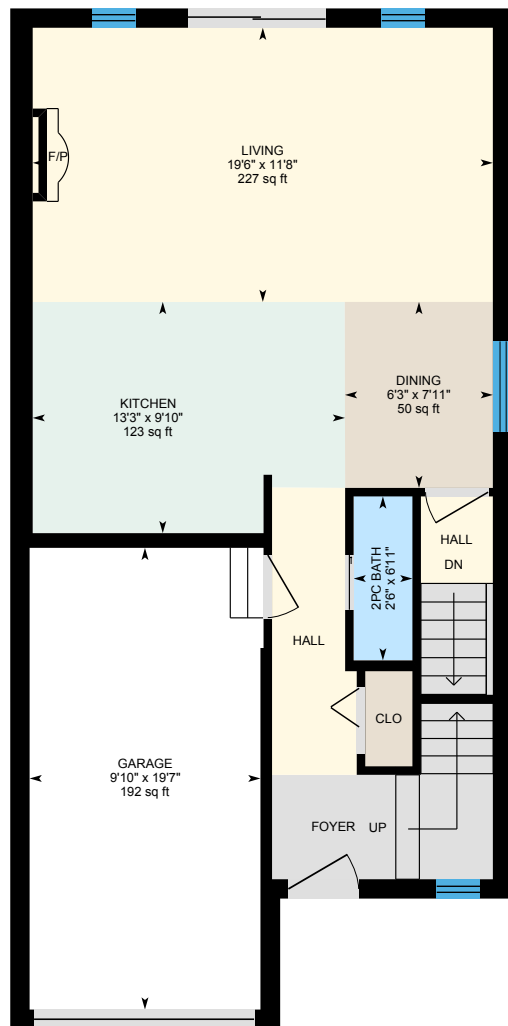 LIVING
19'6" x 11'8"
227 sq ft
F/P
KITCHEN
13'3" x 9'10"
123 sq ft
DINING
6'3" x 7'11"
50 sq ft
HALL
DN
2PC BATH
2'6" x 6'11"
HALL
CLO
GARAGE
9'10" x 19'7"
192 sq ft
FOYER
UP